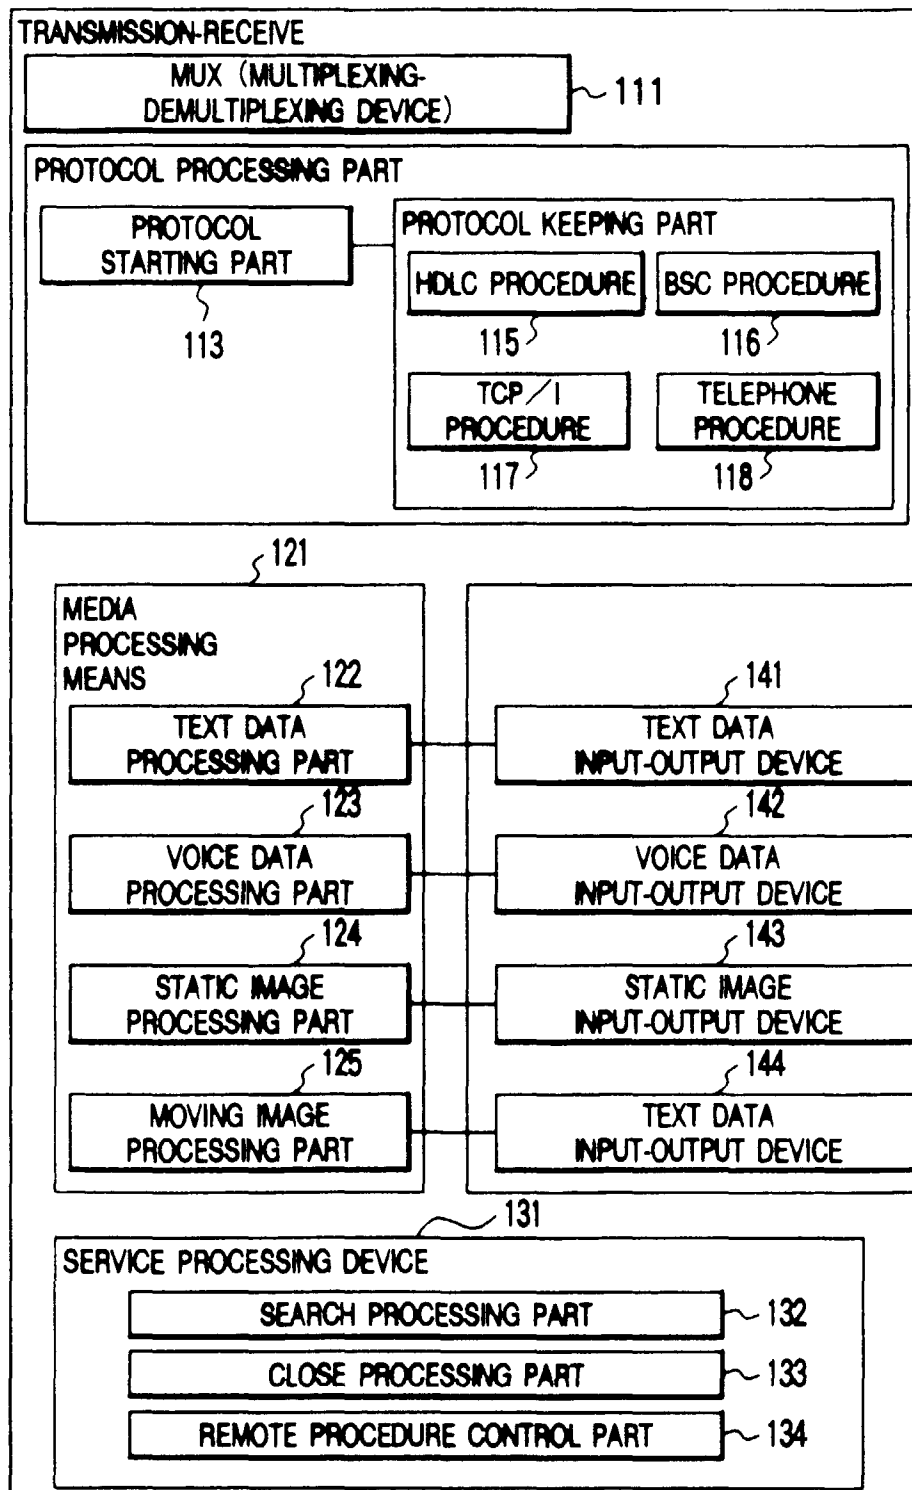 TRANSMISSION-RECEIVE
MUX (MULTIPLEXING-
DEMULTIPLEXING DEVICE)
111
PROTOCOL PROCESSING PART
PROTOCOL
STARTING PART
113
PROTOCOL KEEPING PART
HDLC PROCEDURE
115
BSC PROCEDURE
116
TCP/I
PROCEDURE
117
TELEPHONE
PROCEDURE
118
121
MEDIA
PROCESSING
MEANS
122
TEXT DATA
PROCESSING PART
123
VOICE DATA
PROCESSING PART
124
STATIC IMAGE
PROCESSING PART
125
MOVING IMAGE
PROCESSING PART
141
TEXT DATA
INPUT-OUTPUT DEVICE
142
VOICE DATA
INPUT-OUTPUT DEVICE
143
STATIC IMAGE
INPUT-OUTPUT DEVICE
144
TEXT DATA
INPUT-OUTPUT DEVICE
131
SERVICE PROCESSING DEVICE
SEARCH PROCESSING PART
132
CLOSE PROCESSING PART
133
REMOTE PROCEDURE CONTROL PART
134